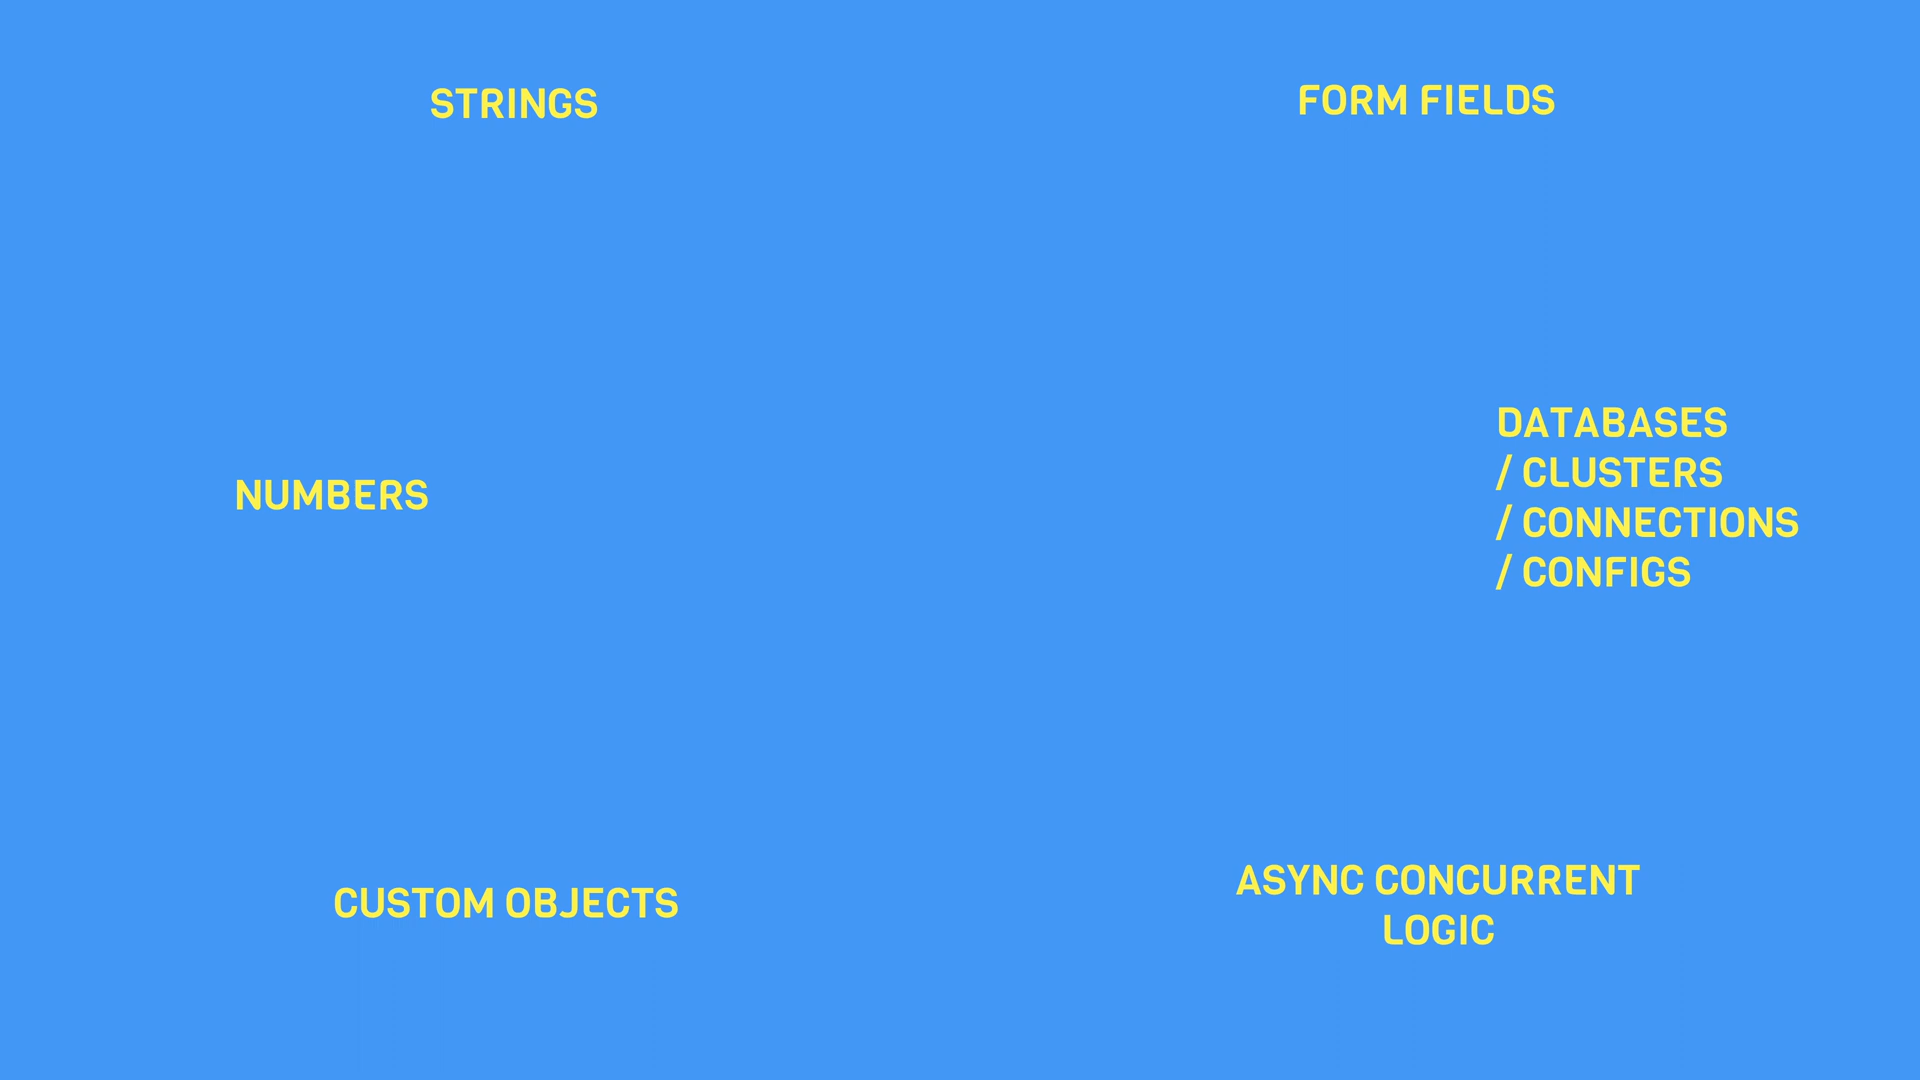 STRINGS
FORM FIELDS
NUMBERS
DATABASES
/ CLUSTERS
/ CONNECTIONS
/ CONFIGS
CUSTOM OBJECTS
ASYNC CONCURRENT
LOGIC